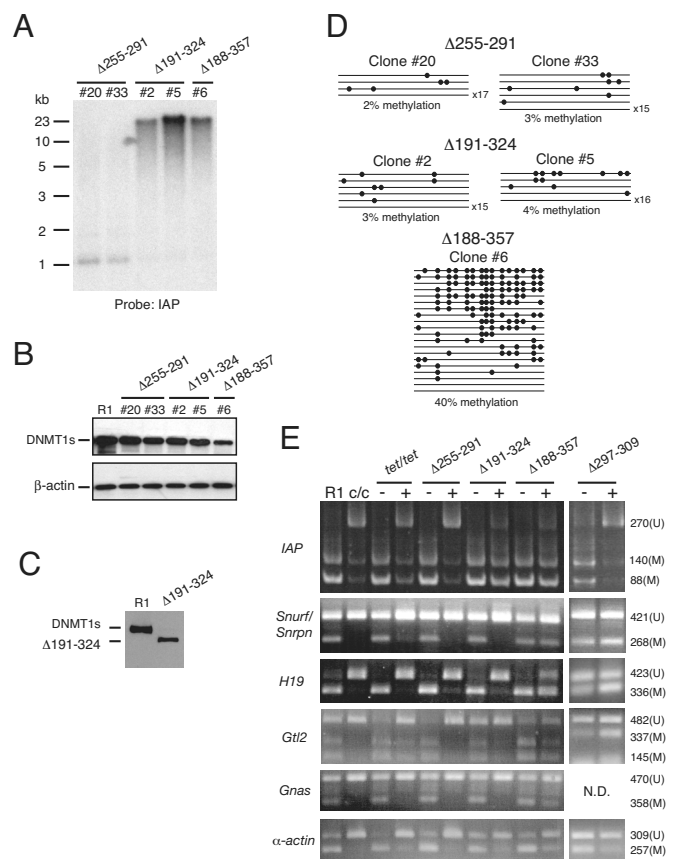 A
Δ255-291
Δ191-324
Δ188-357
#20 #33 #2 #5 #6
kb
23
10
5
3
2
1
Probe: IAP
B
Δ255-291
Δ191-324
Δ188-357
R1 #20 #33 #2 #5 #6
DNMT1s
β-actin
C
R1
Δ191-324
DNMT1s
Δ191-324
D
Δ255-291
Clone #20
Clone #33
x17
2% methylation
x15
3% methylation
Δ191-324
Clone #2
Clone #5
x15
3% methylation
x16
4% methylation
Δ188-357
Clone #6
40% methylation
E
tet/tet
Δ255-291
Δ191-324
Δ188-357
Δ297-309
R1 c/c - + - + - + - + - +
IAP
270(U)
140(M)
88(M)
Snurf/
Snrpn
421(U)
268(M)
H19
423(U)
336(M)
Gtl2
482(U)
337(M)
145(M)
Gnas
N.D.
470(U)
358(M)
α-actin
309(U)
257(M)